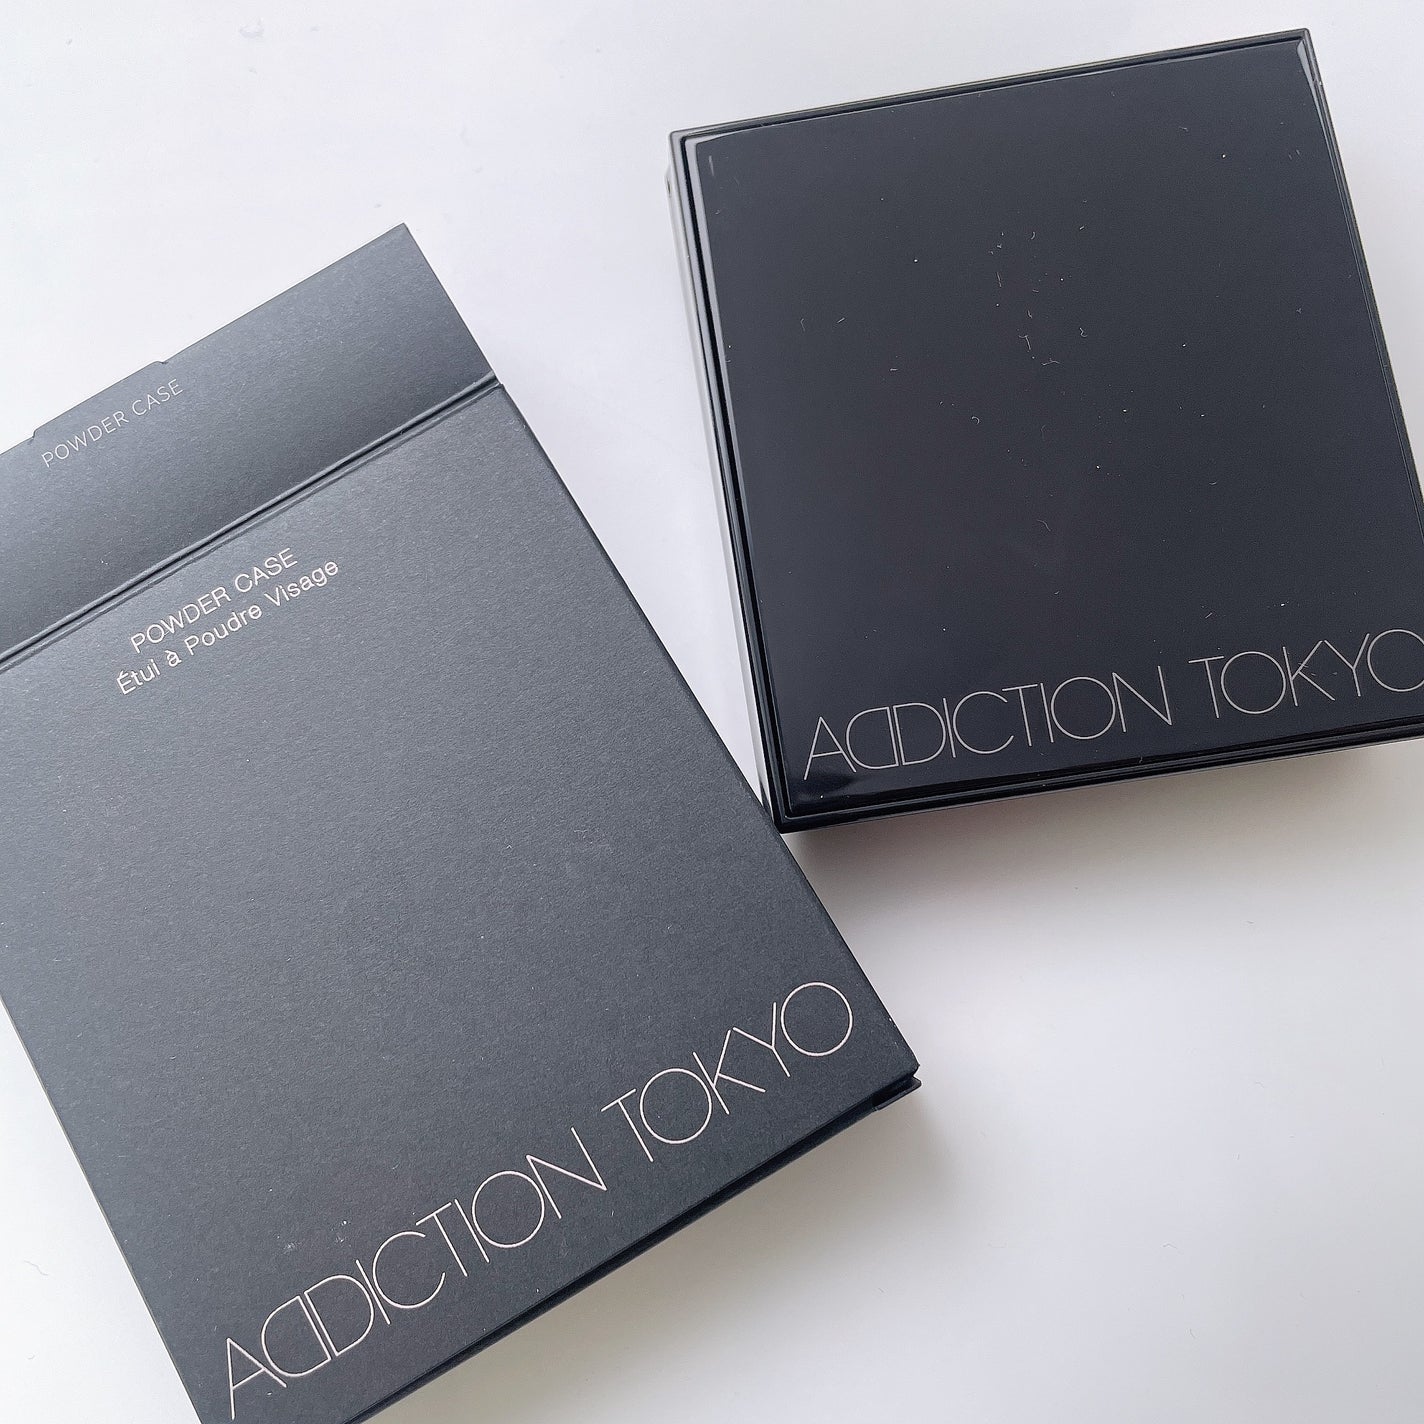 POWDER CASE
POWDER CASE
Étui à Poudre Visage
ADDICTION TOKYO
ADDICTION TOKYO